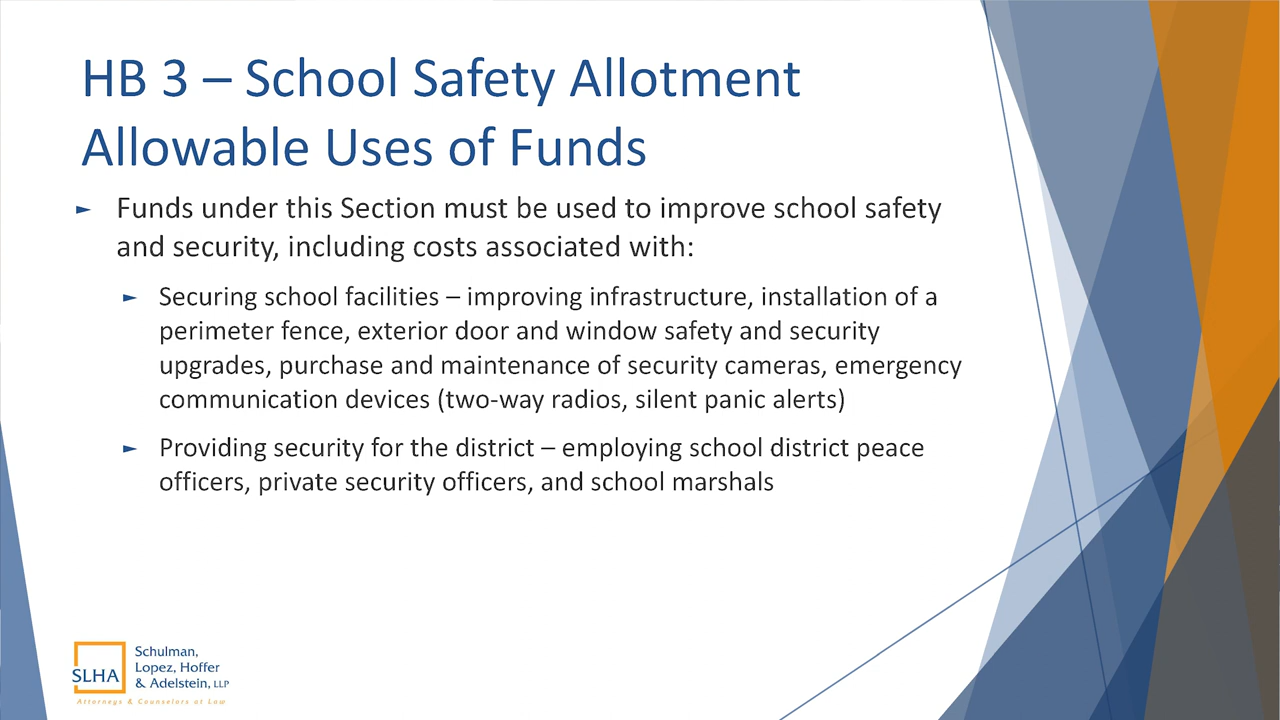 HB 3 – School Safety Allotment
Allowable Uses of Funds
► Funds under this Section must be used to improve school safety
and security, including costs associated with:
► Securing school facilities – improving infrastructure, installation of a
perimeter fence, exterior door and window safety and security
upgrades, purchase and maintenance of security cameras, emergency
communication devices (two-way radios, silent panic alerts)
► Providing security for the district – employing school district peace
officers, private security officers, and school marshals
SLHA
Schulman,
Lopez, Hoffer
& Adelstein, LLP
Attorneys & Counselors at Law